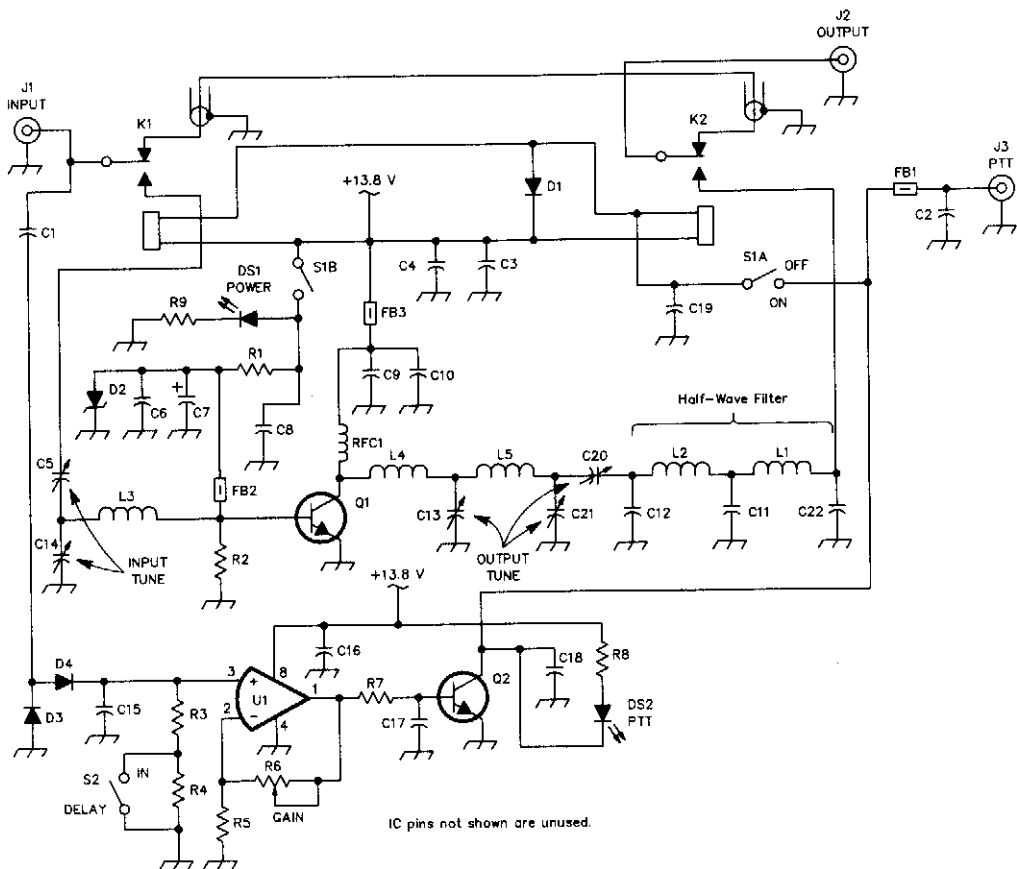 J2
OUTPUT
J1
INPUT
K1
K2
J3
PTT
+13.8 V
D1
FB1
C2
C1
S1B
C4
C3
S1A
OFF
ON
DS1
POWER
R9
FB3
C19
R1
D2
C6
+
C7
C9
C10
C8
Half-Wave Filter
RFC1
L4
L5
C20
L2
L1
C5
FB2
Q1
L3
C13
C21
C12
C11
C22
C14
INPUT
TUNE
R2
OUTPUT
TUNE
+13.8 V
C16
R8
D4
3
+
8
U1
1
R7
Q2
C18
2
−
4
D3
C15
R3
C17
DS2
PTT
S2
IN
R4
R6
DELAY
GAIN
R5
IC pins not shown are unused.